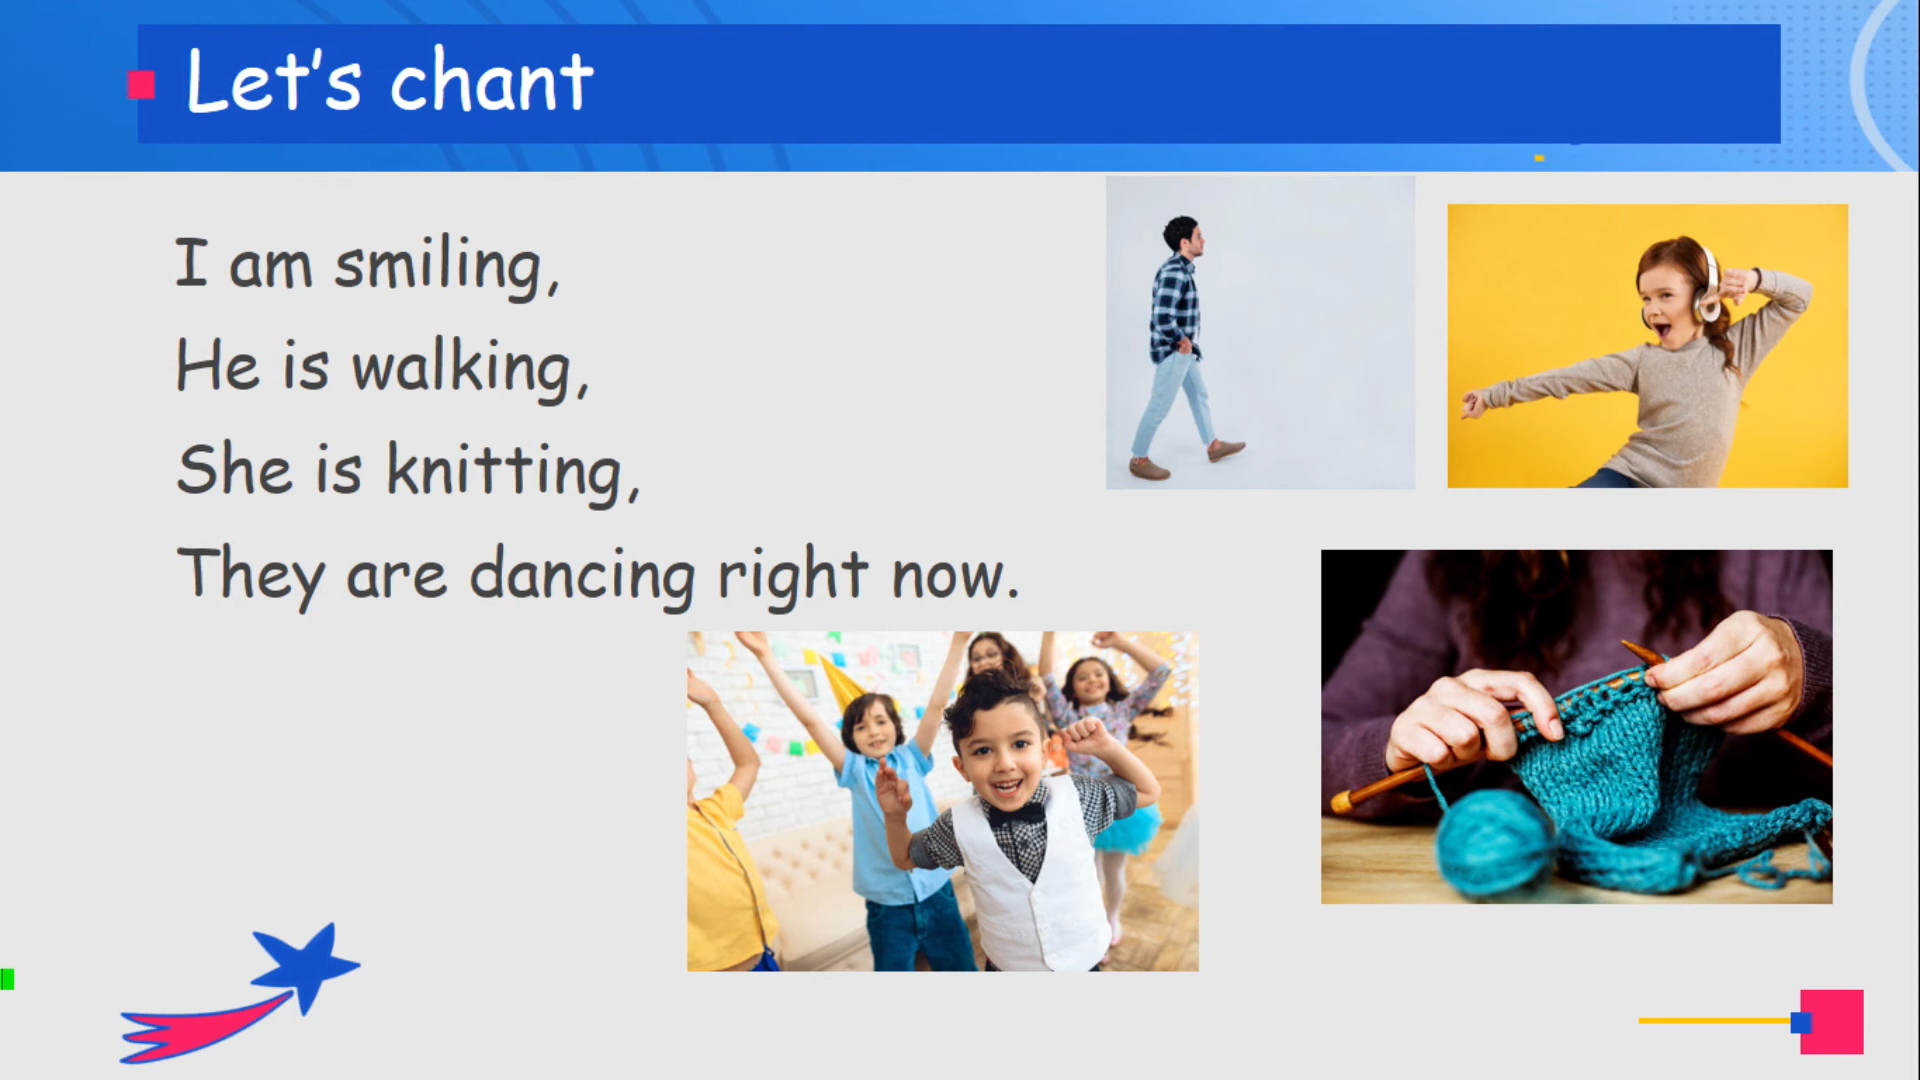 Let's chant
I am smiling,
He is walking,
She is knitting,
They are dancing right now.